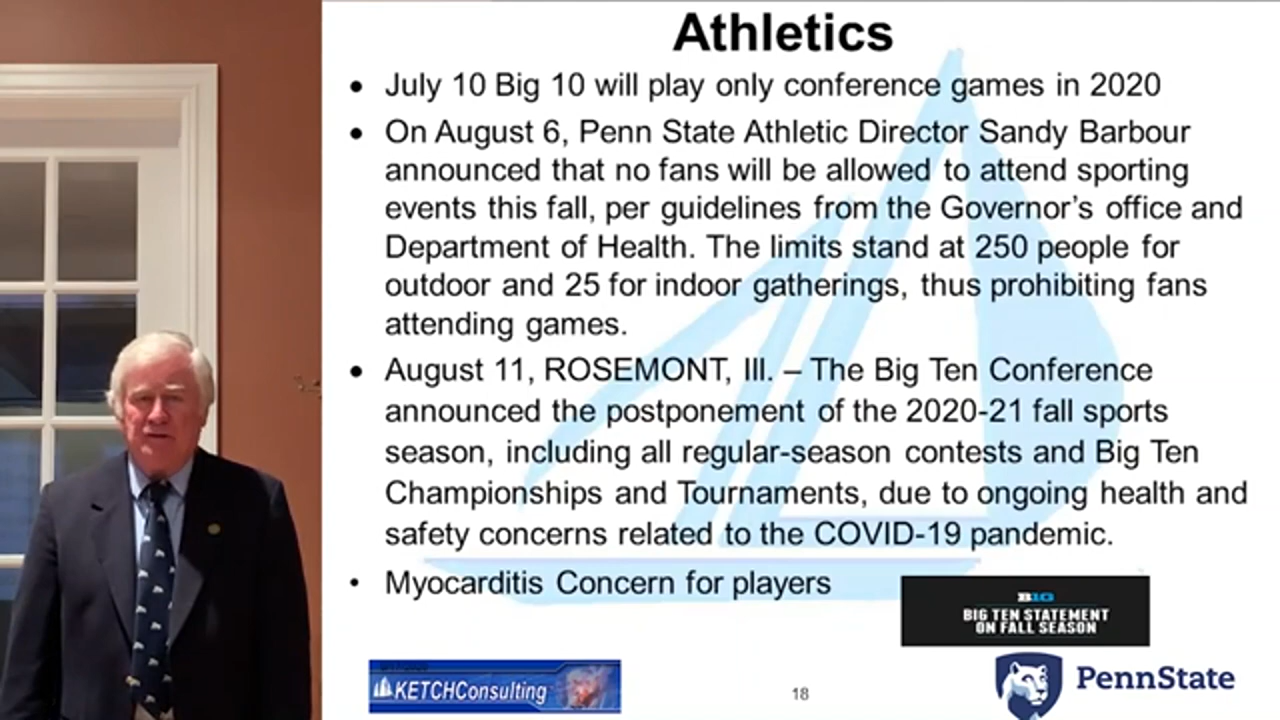 Athletics
• July 10 Big 10 will play only conference games in 2020
• On August 6, Penn State Athletic Director Sandy Barbour
announced that no fans will be allowed to attend sporting
events this fall, per guidelines from the Governor’s office and
Department of Health. The limits stand at 250 people for
outdoor and 25 for indoor gatherings, thus prohibiting fans
attending games.
• August 11, ROSEMONT, Ill. – The Big Ten Conference
announced the postponement of the 2020-21 fall sports
season, including all regular-season contests and Big Ten
Championships and Tournaments, due to ongoing health and
safety concerns related to the COVID-19 pandemic.
• Myocarditis Concern for players
B1G
BIG TEN STATEMENT
ON FALL SEASON
KETCHConsulting
18
PennState